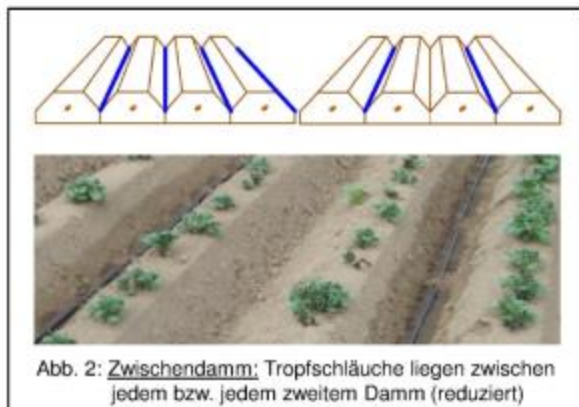 Abb. 2: Zwischendamm: Tropfschläuche liegen zwischen
jedem bzw. jedem zweitem Damm (reduziert)